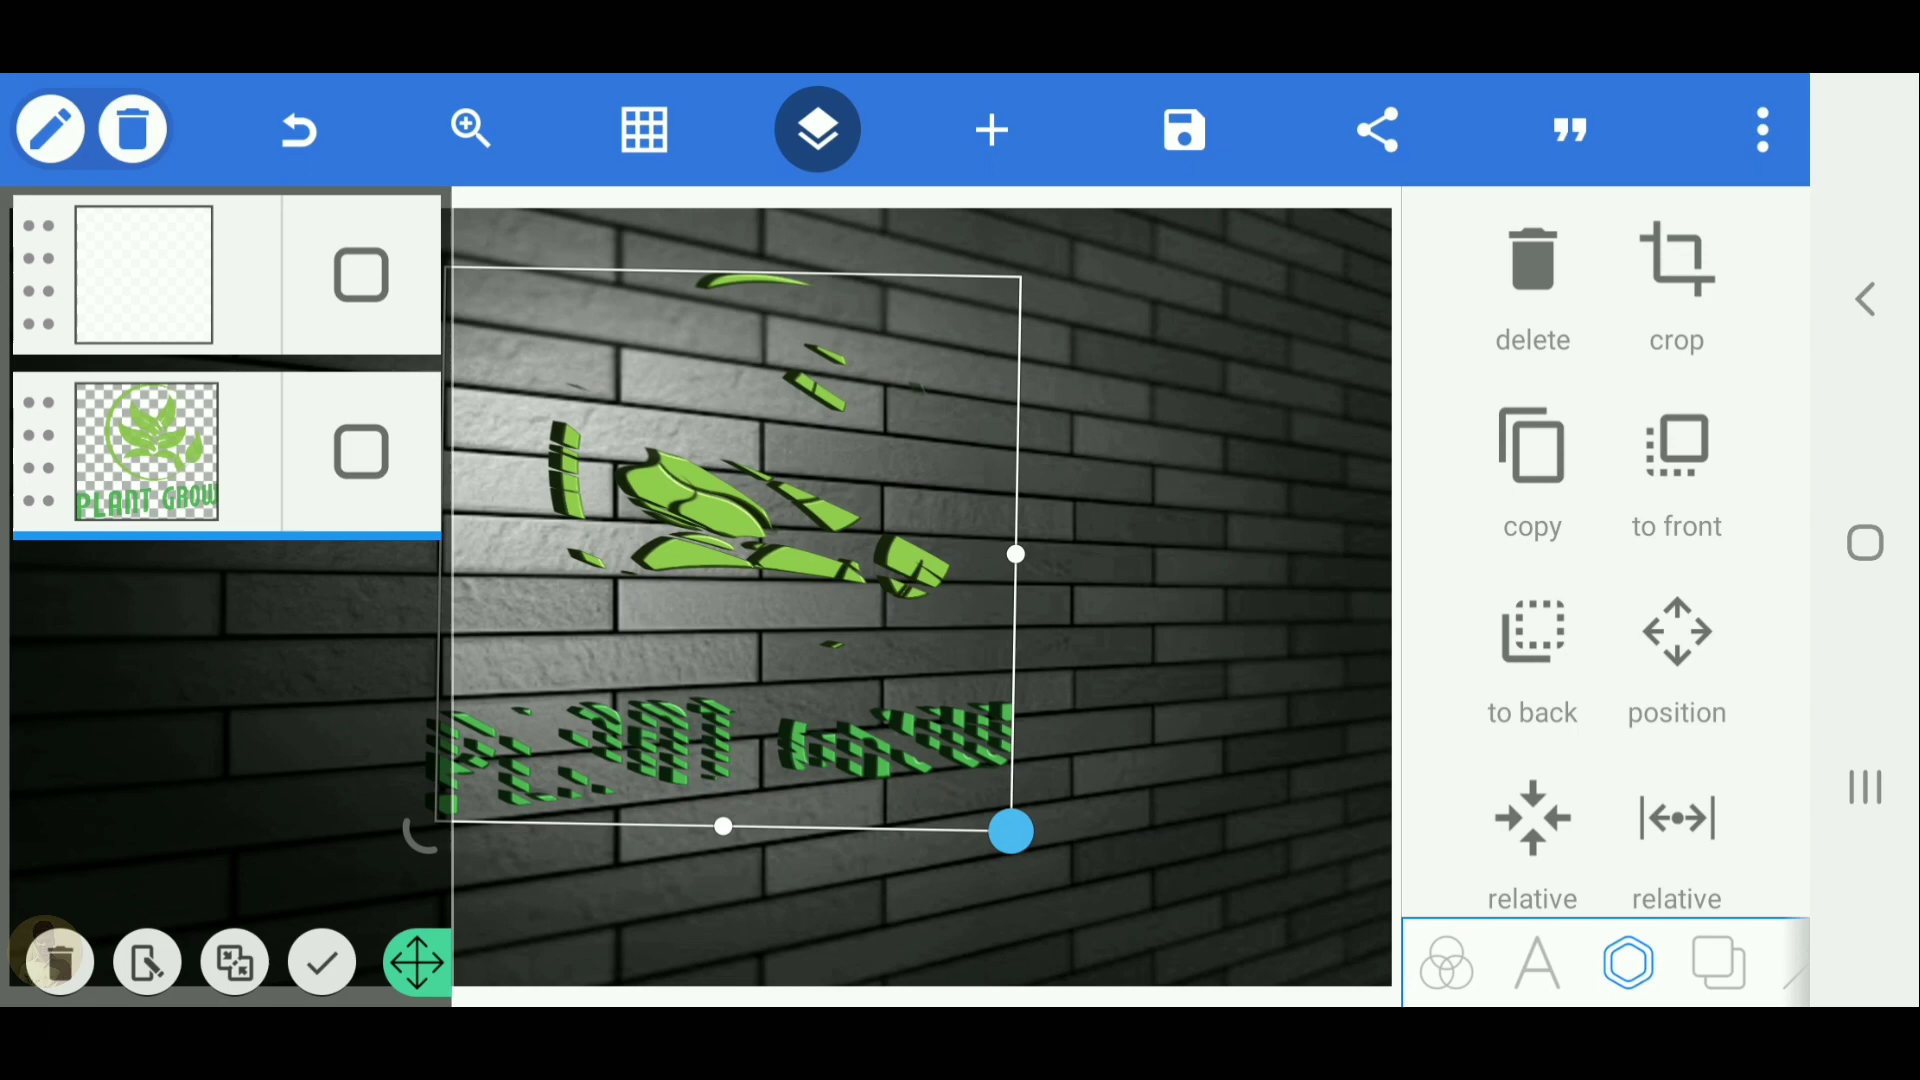 PLANT GROW
delete
crop
copy
to front
to back
position
relative
relative